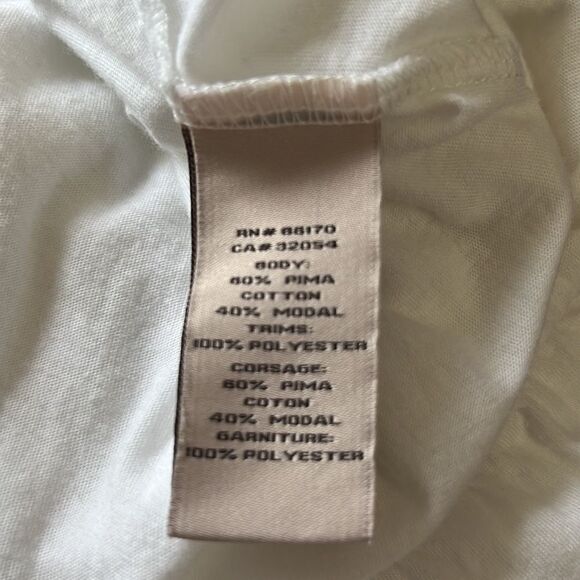 RN# 66170
CA# 32054
BODY:
60% PIMA
COTTON
40% MODAL
TRIMS:
100% POLYESTER
CORSAGE:
60% PIMA
COTON
40% MODAL
GARNITURE:
100% POLYESTER